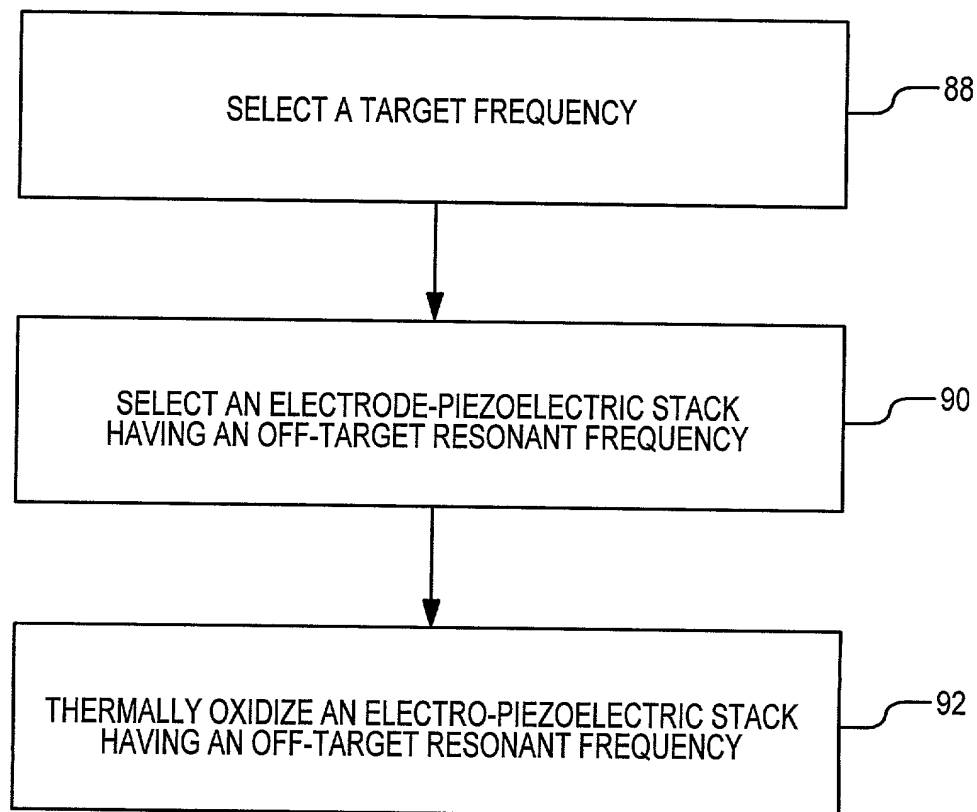 SELECT A TARGET FREQUENCY
88
SELECT AN ELECTRODE-PIEZOELECTRIC STACK
HAVING AN OFF-TARGET RESONANT FREQUENCY
90
THERMALLY OXIDIZE AN ELECTRO-PIEZOELECTRIC STACK
HAVING AN OFF-TARGET RESONANT FREQUENCY
92